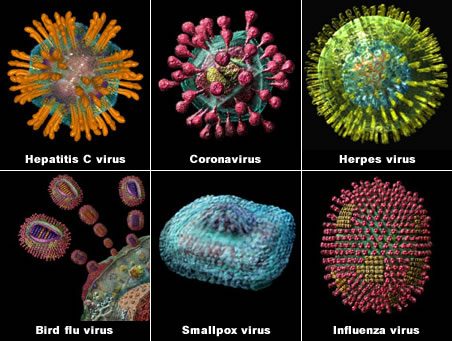 Hepatitis C virus
Coronavirus
Herpes virus
Bird flu virus
Smallpox virus
Influenza virus